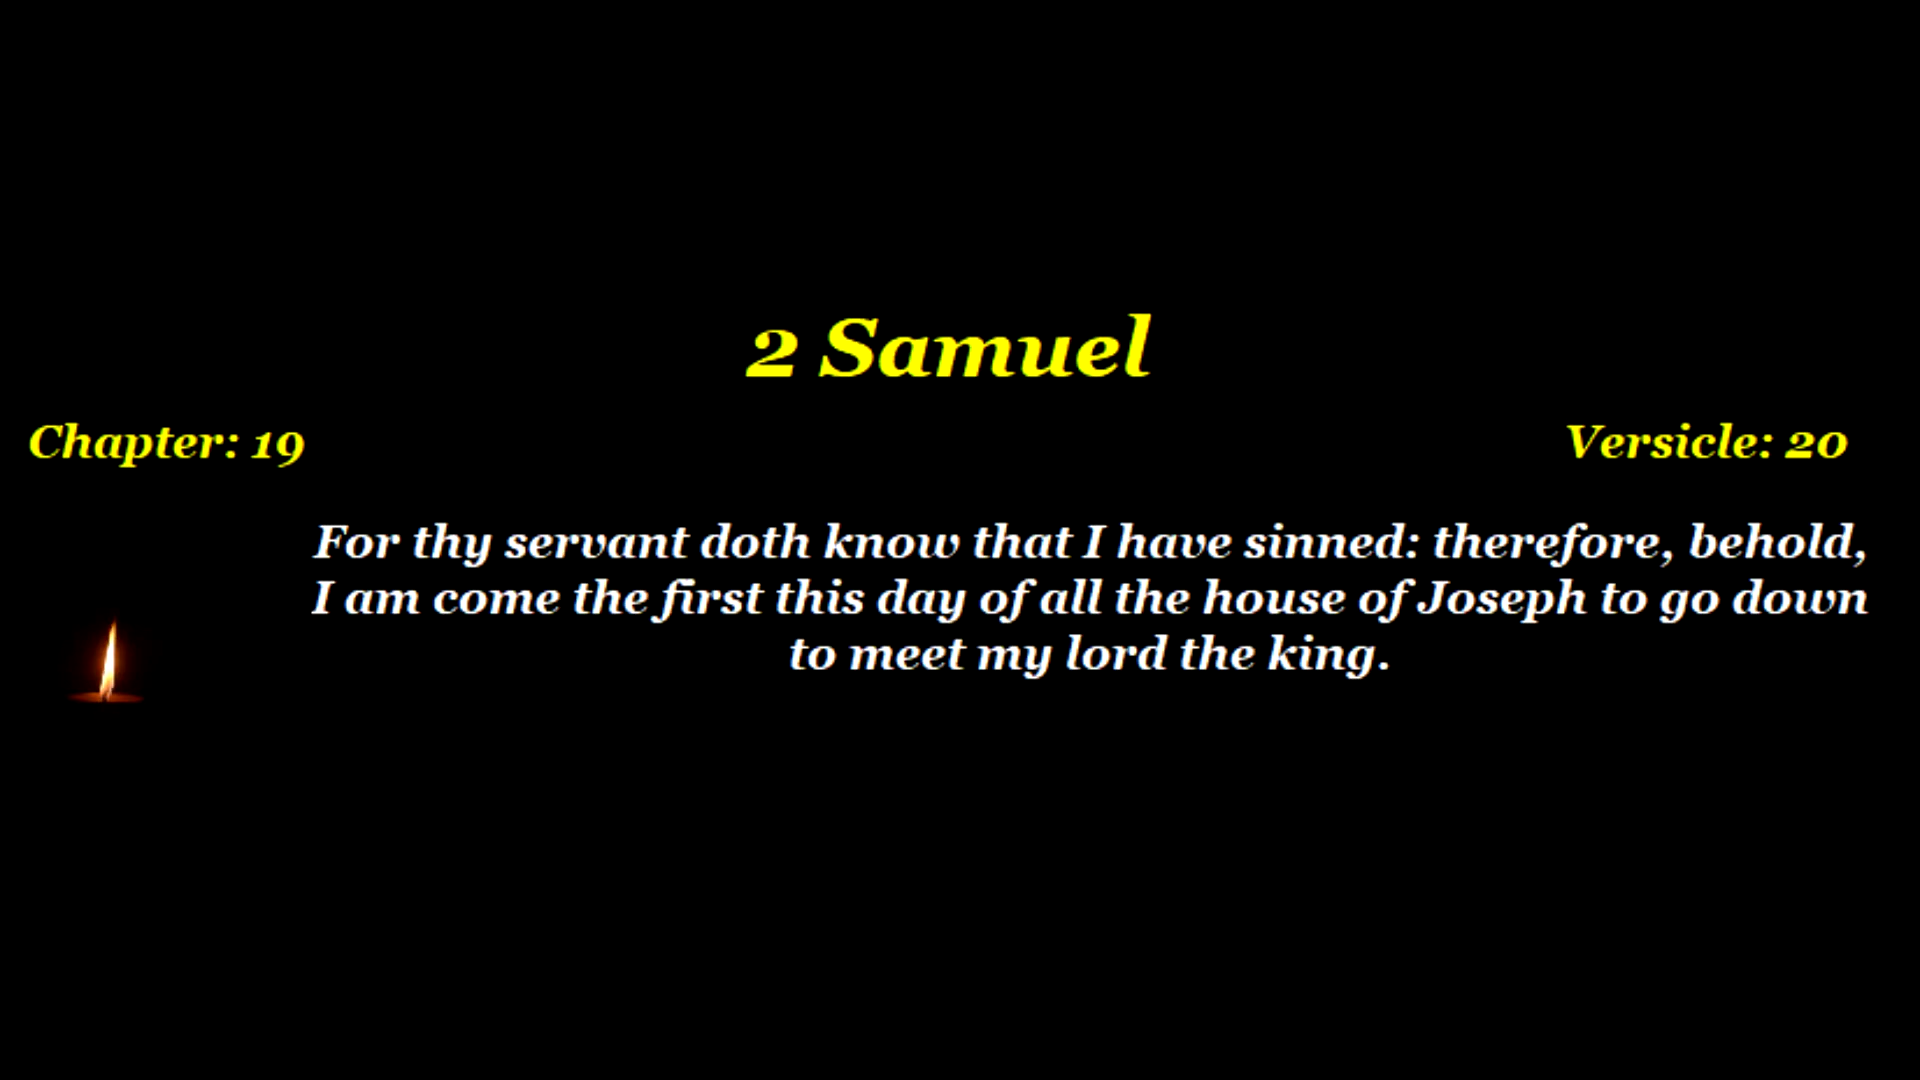 2 Samuel
Chapter: 19
Versicle: 20
For thy servant doth know that I have sinned: therefore, behold,
I am come the first this day of all the house of Joseph to go down
to meet my lord the king.